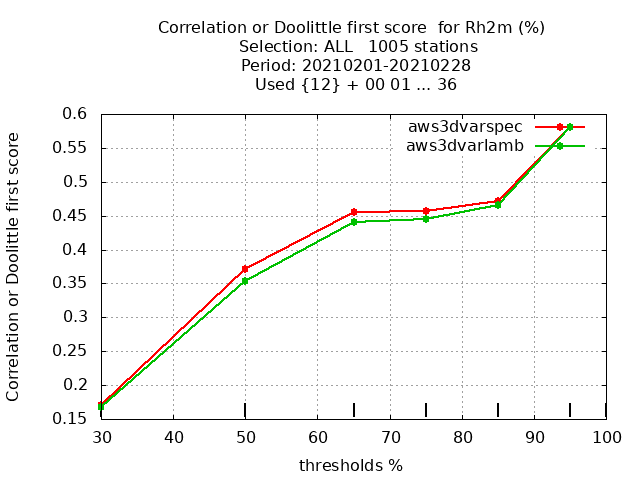 Correlation or Doolittle first score  for Rh2m (%)
Selection: ALL   1005 stations
Period: 20210201-20210228
Used {12} + 00 01 ... 36
Correlation or Doolittle first score
0.6
0.55
0.5
0.45
0.4
0.35
0.3
0.25
0.2
0.15
aws3dvarspec
aws3dvarlamb
30 40 50 60 70 80 90 100
thresholds %